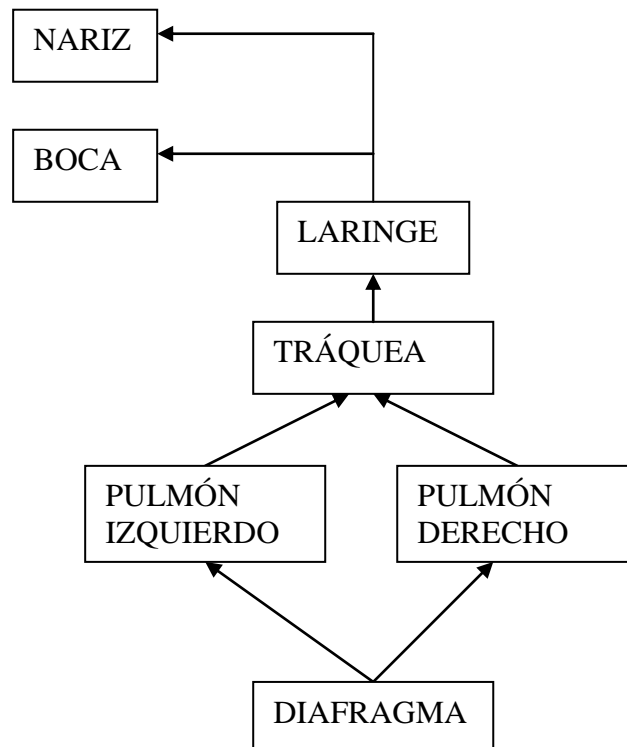 NARIZ
BOCA
LARINGE
TRÁQUEA
PULMÓN
IZQUIERDO
PULMÓN
DERECHO
DIAFRAGMA